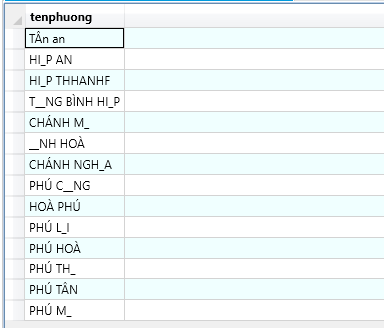 tenphuong
TÂn an
HI_P AN
HI_P THHANHF
T__NG BÌNH HI_P
CHÁNH M_
__NH HOÀ
CHÁNH NGH_A
PHÚ C__NG
HOÀ PHÚ
PHÚ L_I
PHÚ HOÀ
PHÚ TH_
PHÚ TÂN
PHÚ M_